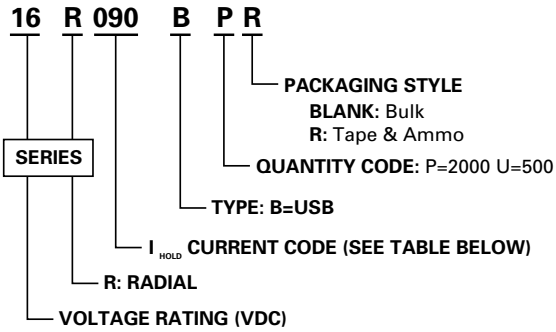 16 R 090 B P R
PACKAGING STYLE
BLANK: Bulk
R: Tape & Ammo
SERIES
QUANTITY CODE: P=2000 U=500
TYPE: B=USB
I HOLD CURRENT CODE (SEE TABLE BELOW)
R: RADIAL
VOLTAGE RATING (VDC)